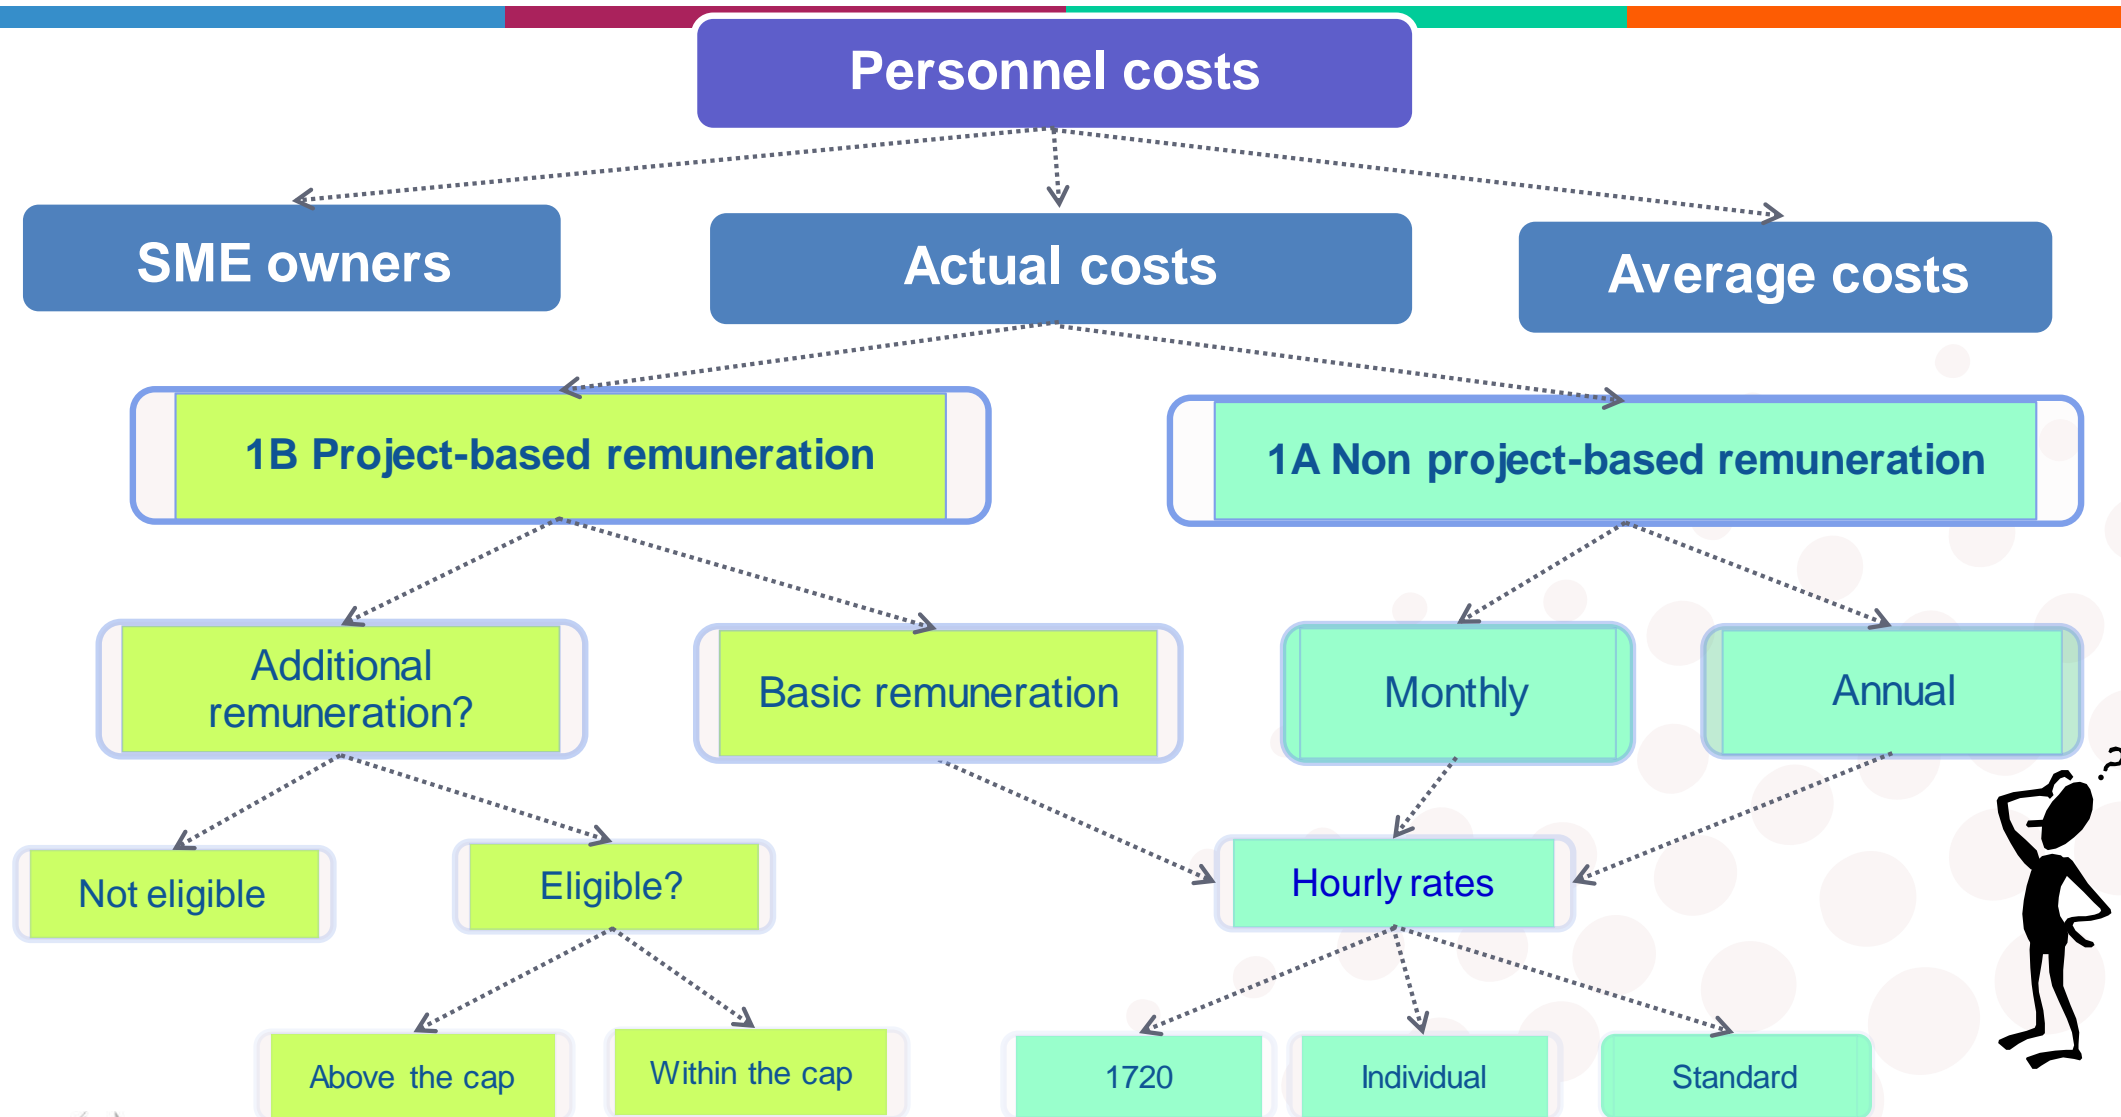 Personnel costs
SME owners
Actual costs
Average costs
1B Project-based remuneration
1A Non project-based remuneration
Additional
remuneration?
Basic remuneration
Monthly
Annual
Not eligible
Eligible?
Hourly rates
Above the cap
Within the cap
1720
Individual
Standard
?